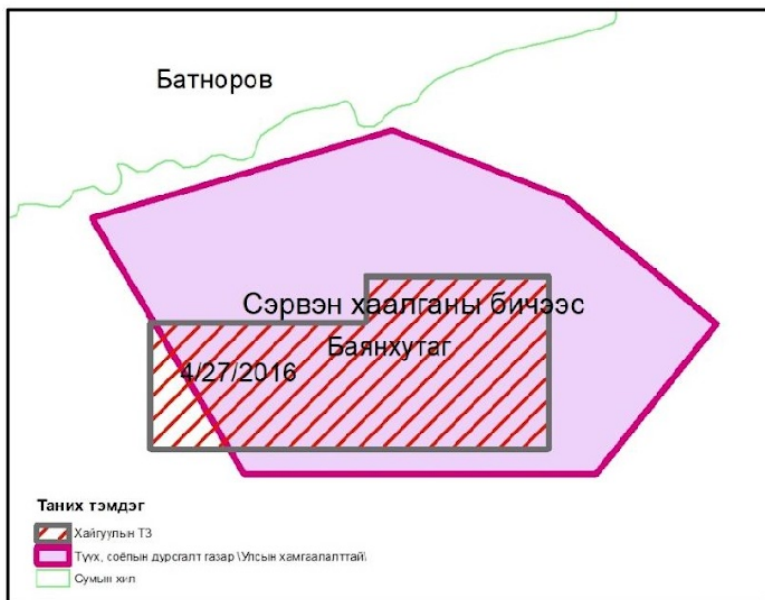 Батноров
Сэрвэн хаалганы бичээс
Баянхутаг
4/27/2016
Таних тэмдэг
Хайгуулын ТЗ
Түүх, соёлын дурсгалт газар \Улсын хамгаалалттай\
Сумын хил